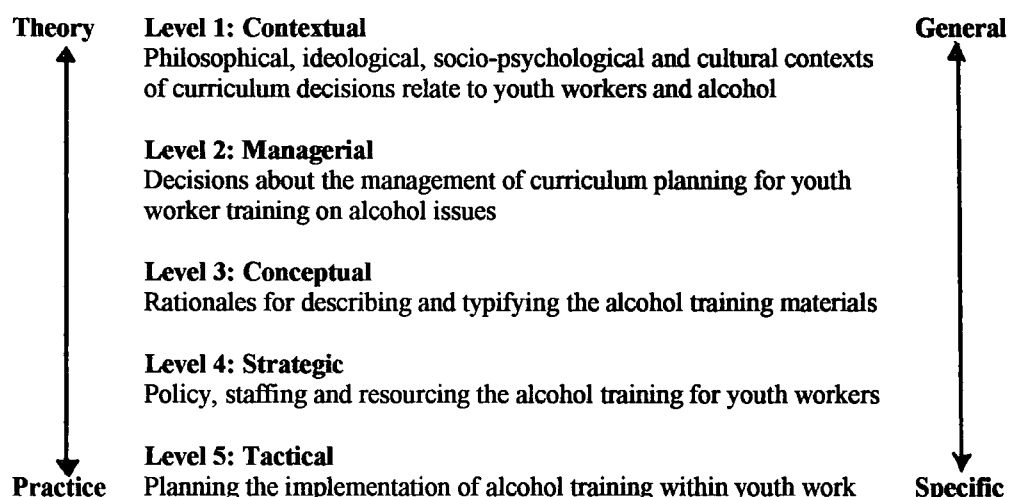 Theory Level 1: Contextual General
Philosophical, ideological, socio-psychological and cultural contexts
of curriculum decisions relate to youth workers and alcohol
Level 2: Managerial
Decisions about the management of curriculum planning for youth
worker training on alcohol issues
Level 3: Conceptual
Rationales for describing and typifying the alcohol training materials
Level 4: Strategic
Policy, staffing and resourcing the alcohol training for youth workers
Level 5: Tactical
Practice Planning the implementation of alcohol training within youth work Specific